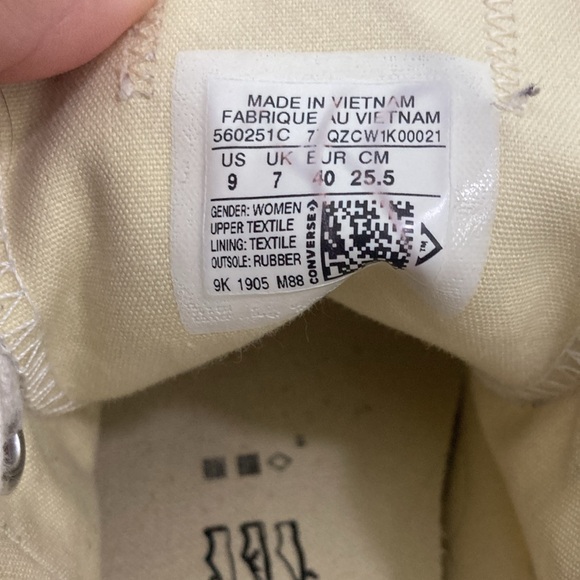 MADE IN VIETNAM
FABRIQUE AU VIETNAM
560251C QZCW1K00021
US UK EUR CM
9 7 40 25.5
GENDER: WOMEN
UPPER TEXTILE
LINING: TEXTILE
OUTSOLE: RUBBER
CONVERSE
TM
9K 1905 M88